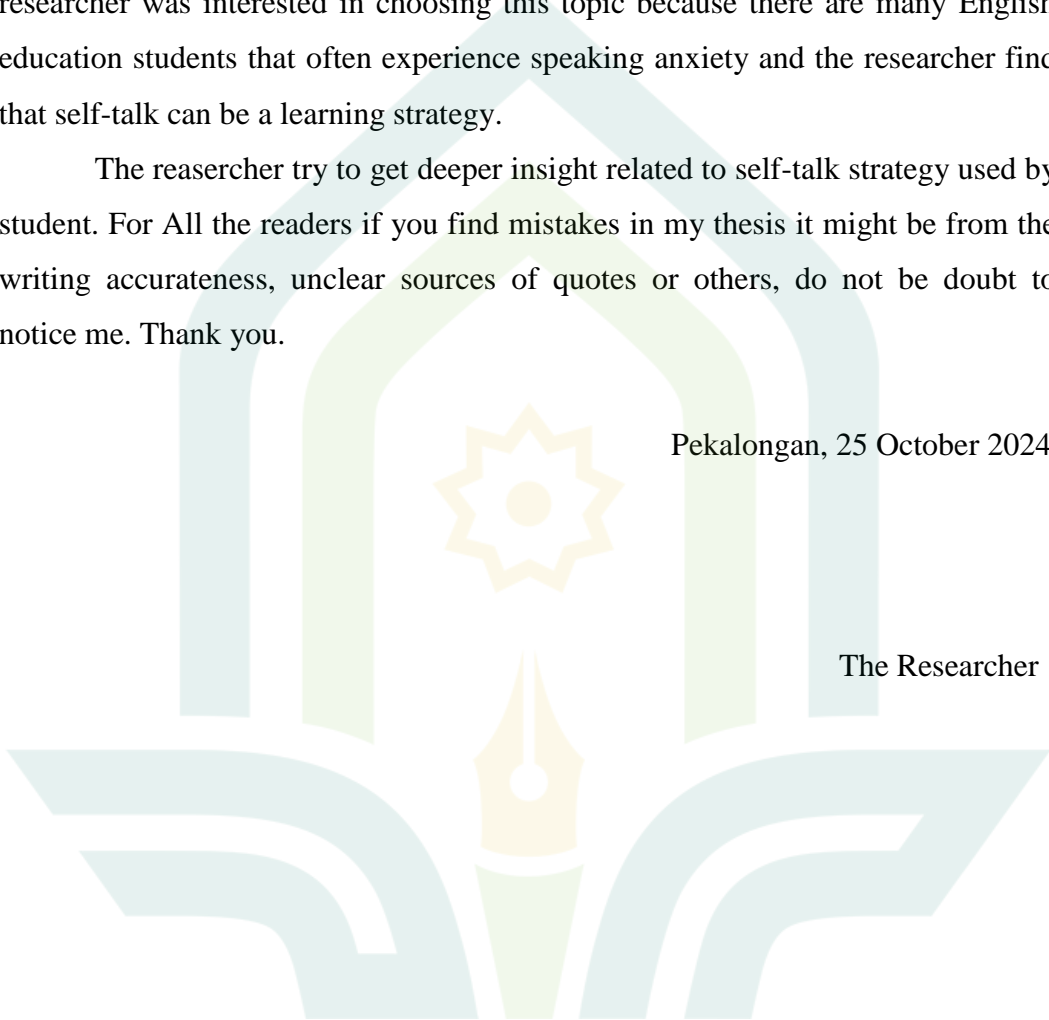 researcher was interested in choosing this topic because there are many English
education students that often experience speaking anxiety and the researcher find
that self-talk can be a learning strategy.
The reasercher try to get deeper insight related to self-talk strategy used by
student. For All the readers if you find mistakes in my thesis it might be from the
writing accurateness, unclear sources of quotes or others, do not be doubt to
notice me. Thank you.
Pekalongan, 25 October 2024
The Researcher